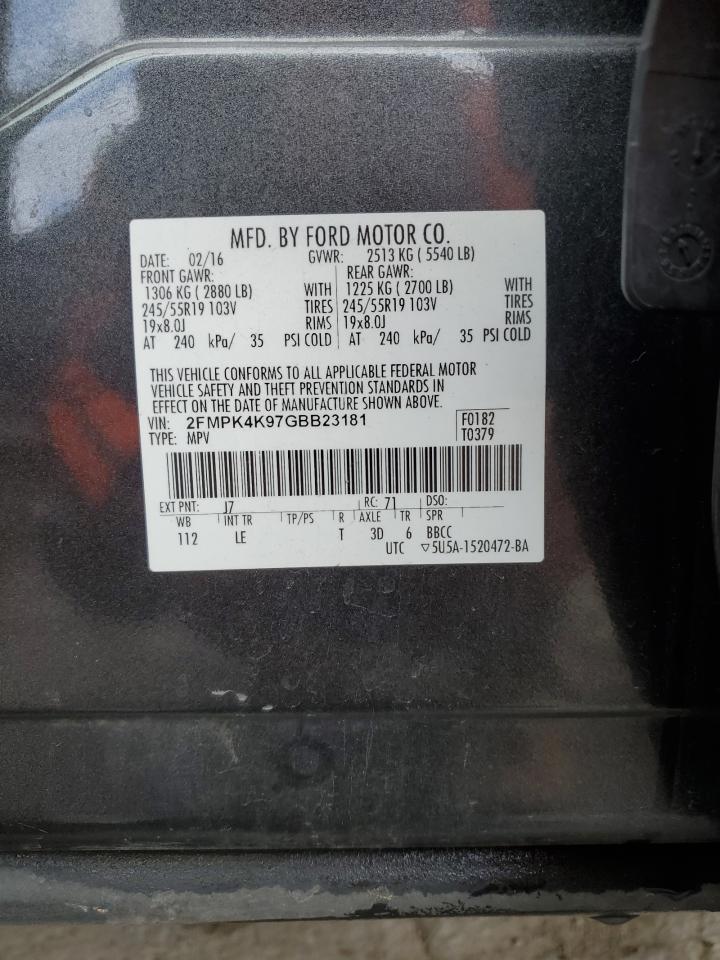 MFD. BY FORD MOTOR CO.
DATE: 02/16 GVWR: 2513 KG ( 5540 LB)
FRONT GAWR: REAR GAWR:
1306 KG ( 2880 LB) WITH 1225 KG ( 2700 LB) WITH
245/55R19 103V TIRES 245/55R19 103V TIRES
19x8.0J RIMS 19x8.0J RIMS
AT 240 kPa/ 35 PSI COLD AT 240 kPa/ 35 PSI COLD
THIS VEHICLE CONFORMS TO ALL APPLICABLE FEDERAL MOTOR
VEHICLE SAFETY AND THEFT PREVENTION STANDARDS IN
EFFECT ON THE DATE OF MANUFACTURE SHOWN ABOVE.
VIN: 2FMPK4K97GBB23181 F0182
TYPE: MPV T0379
EXT PNT: J7 RC: 71 DSO:
WB INT TR TP/PS R AXLE TR SPR
112 LE T 3D 6 BBCC
UTC ▽5U5A-1520472-BA